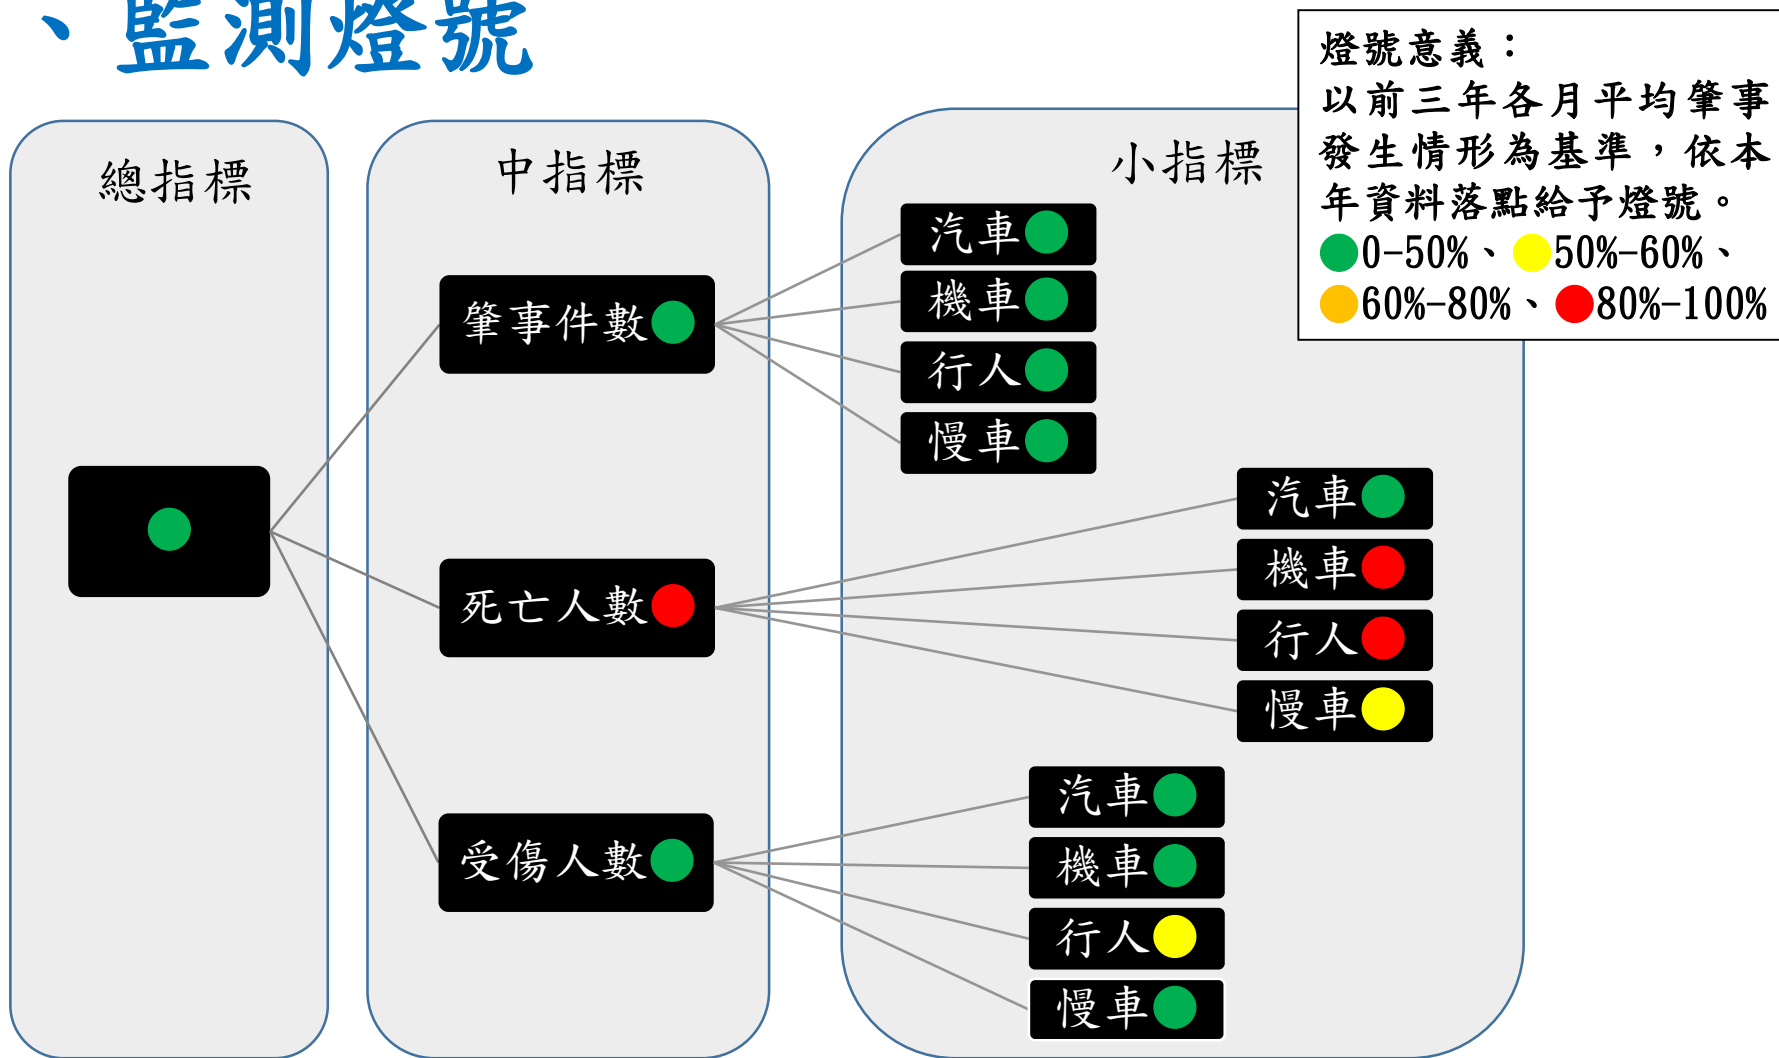 、監測燈號
燈號意義：
以前三年各月平均肇事
發生情形為基準，依本
年資料落點給予燈號。
0-50%、50%-60%、
60%-80%、80%-100%
總指標
中指標
小指標
肇事件數
汽車
機車
行人
慢車
死亡人數
汽車
機車
行人
慢車
受傷人數
汽車
機車
行人
慢車